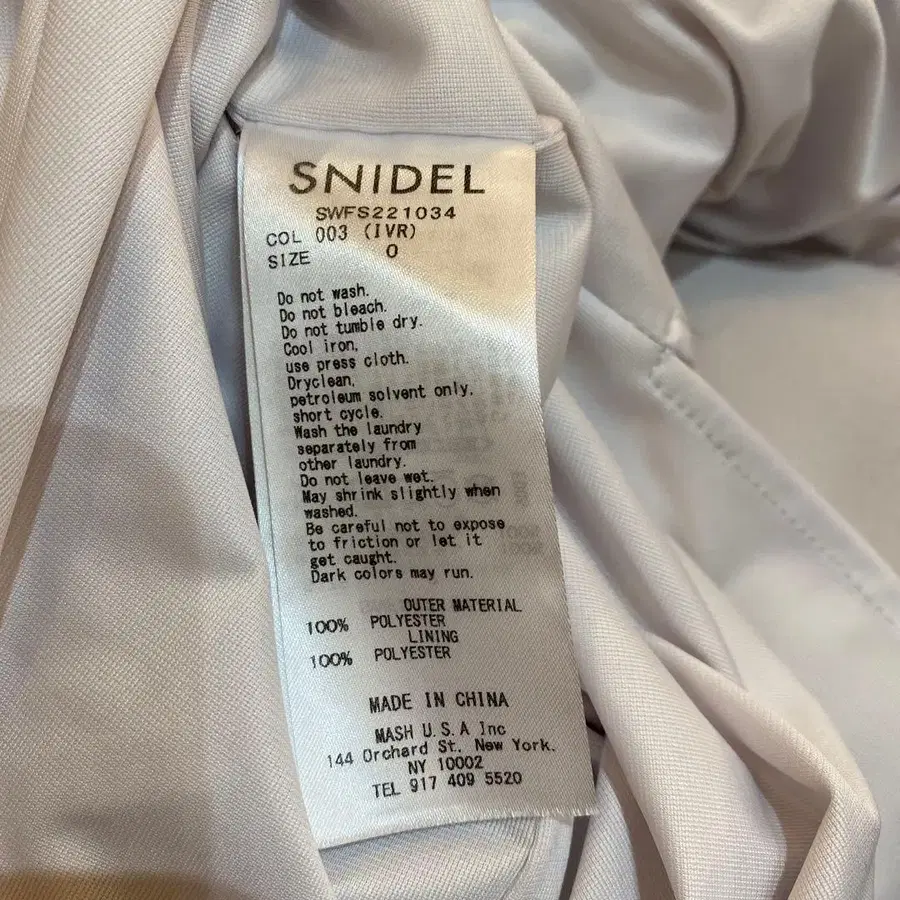 SNIDEL
SWFS221034
COL 003 (IVR)
SIZE 0
Do not wash.
Do not bleach.
Do not tumble dry.
Cool iron,
use press cloth.
Dryclean,
petroleum solvent only,
short cycle.
Wash the laundry
separately from
other laundry.
Do not leave wet.
May shrink slightly when
washed.
Be careful not to expose
to friction or let it
get caught.
Dark colors may run.
OUTER MATERIAL
100% POLYESTER
LINING
100% POLYESTER
MADE IN CHINA
MASH U.S.A Inc
144 Orchard St, New York,
NY 10002
TEL 917 409 5520